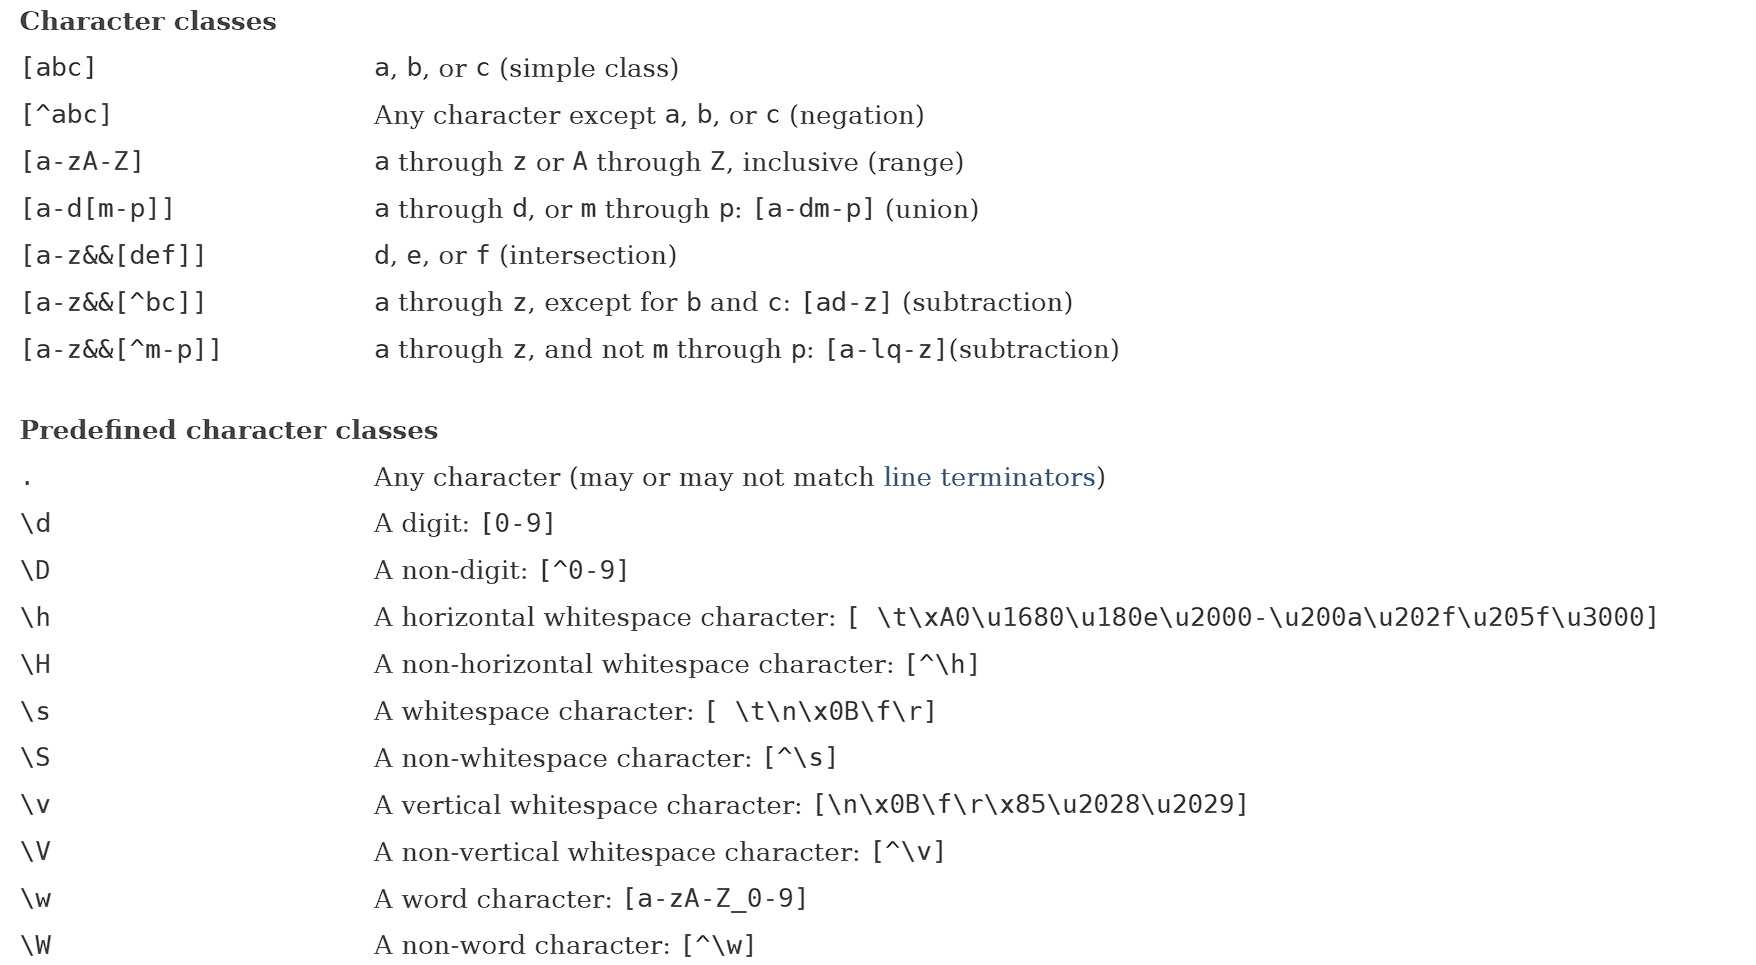 Character classes
[abc] a, b, or c (simple class)
[^abc] Any character except a, b, or c (negation)
[a-zA-Z] a through z or A through Z, inclusive (range)
[a-d[m-p]] a through d, or m through p: [a-dm-p] (union)
[a-z&&[def]] d, e, or f (intersection)
[a-z&&[^bc]] a through z, except for b and c: [ad-z] (subtraction)
[a-z&&[^m-p]] a through z, and not m through p: [a-lq-z](subtraction)
Predefined character classes
. Any character (may or may not match line terminators)
\d A digit: [0-9]
\D A non-digit: [^0-9]
\h A horizontal whitespace character: [ \t\xA0\u1680\u180e\u2000-\u200a\u202f\u205f\u3000]
\H A non-horizontal whitespace character: [^\h]
\s A whitespace character: [ \t\n\x0B\f\r]
\S A non-whitespace character: [^\s]
\v A vertical whitespace character: [\n\x0B\f\r\x85\u2028\u2029]
\V A non-vertical whitespace character: [^\v]
\w A word character: [a-zA-Z_0-9]
\W A non-word character: [^\w]